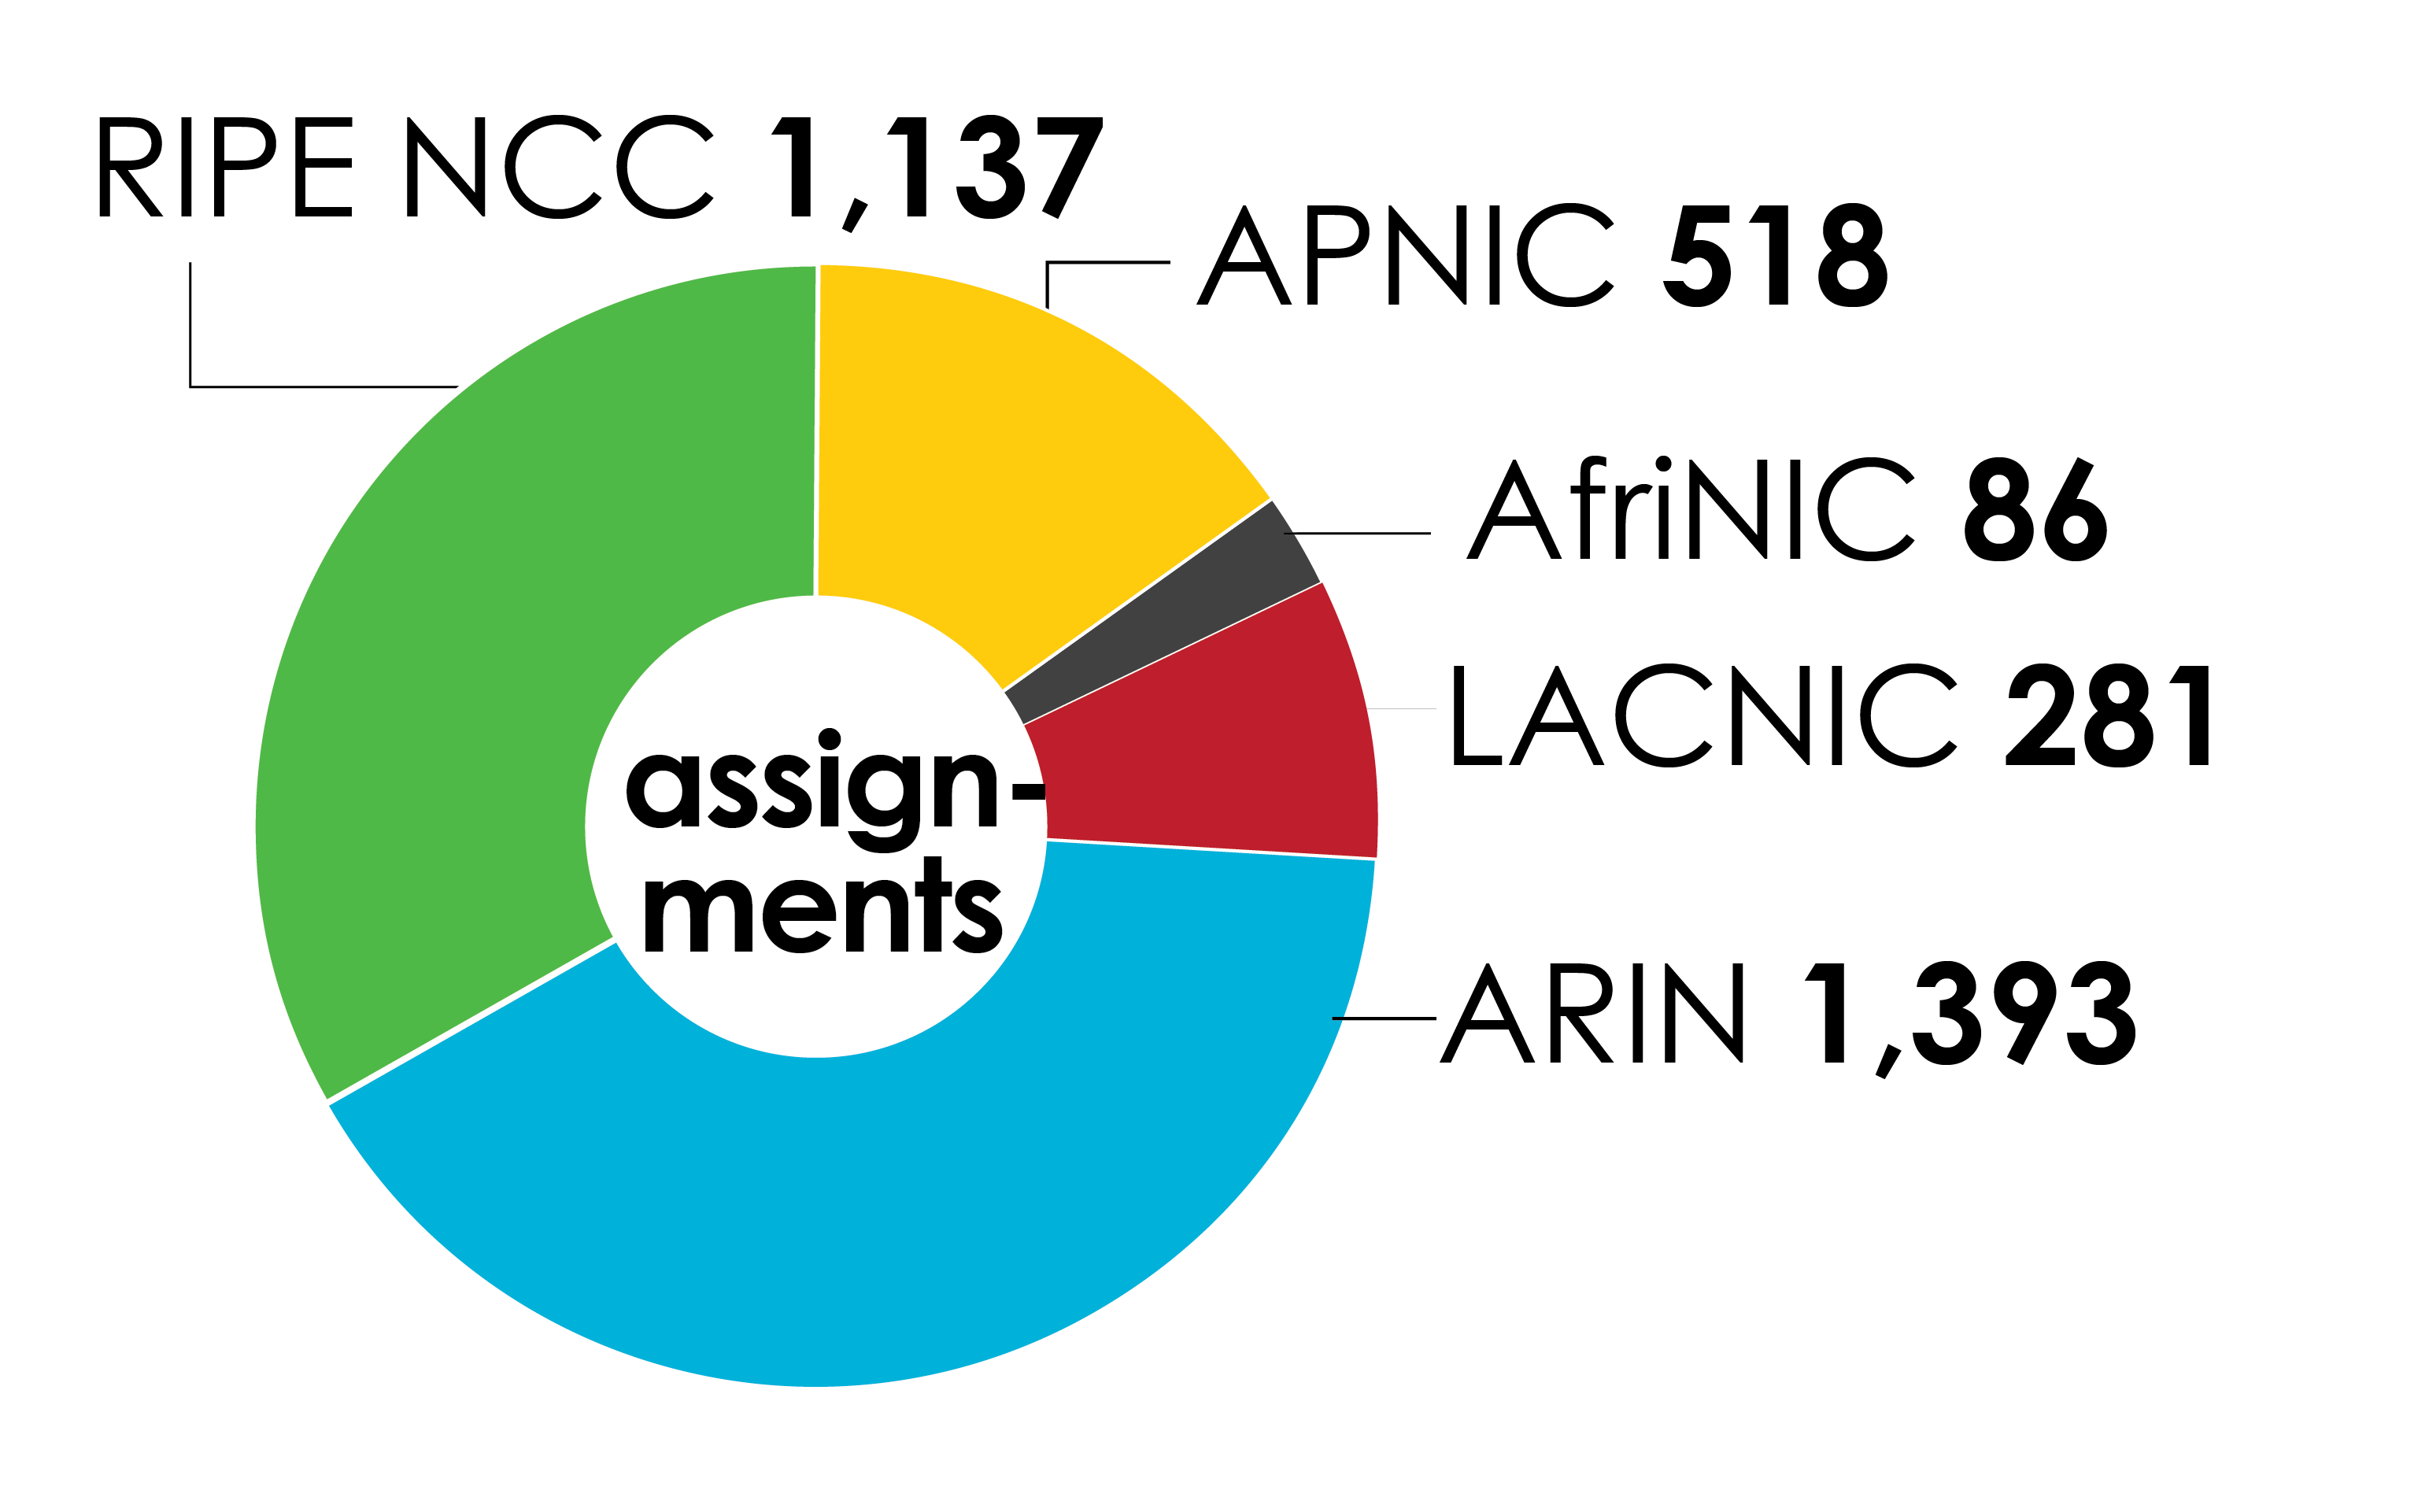 RIPE NCC 1,137
APNIC 518
AfriNIC 86
LACNIC 281
assign-
ments
ARIN 1,393